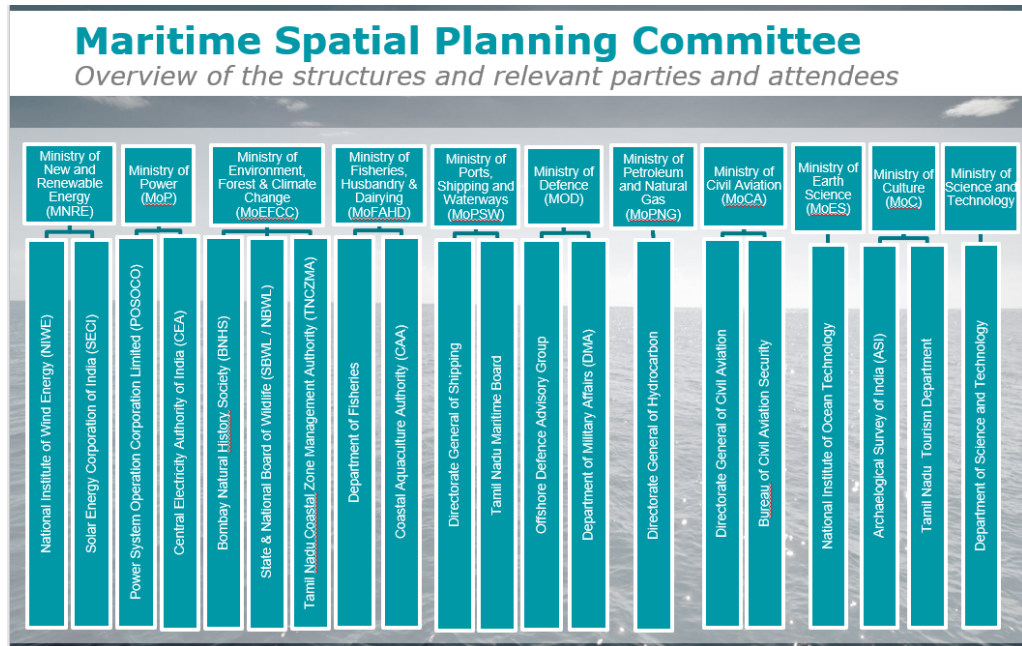 Maritime Spatial Planning Committee
Overview of the structures and relevant parties and attendees
Ministry of
New and
Renewable
Energy
(MNRE)
Ministry of
Power
(MoP)
Ministry of
Environment,
Forest & Climate
Change
(MoEFCC)
Ministry of
Fisheries,
Husbandry &
Dairying
(MoFAHD)
Ministry of
Ports,
Shipping and
Waterways
(MoPSW)
Ministry of
Defence
(MOD)
Ministry of
Petroleum
and Natural
Gas
(MoPNG)
Ministry of
Civil Aviation
(MoCA)
Ministry of
Earth
Science
(MoES)
Ministry of
Culture
(MoC)
Ministry of
Science and
Technology
National Institute of Wind Energy (NIWE)
Solar Energy Corporation of India (SECI)
Power System Operation Corporation Limited (POSOCO)
Central Electricity Authority of India (CEA)
Bombay Natural History Society (BNHS)
State & National Board of Wildlife (SBWL / NBWL)
Tamil Nadu Coastal Zone Management Authority (TNCZMA)
Department of Fisheries
Coastal Aquaculture Authority (CAA)
Directorate General of Shipping
Tamil Nadu Maritime Board
Offshore Defence Advisory Group
Department of Military Affairs (DMA)
Directorate General of Hydrocarbon
Directorate General of Civil Aviation
Bureau of Civil Aviation Security
National Institute of Ocean Technology
Archaelogical Survey of India (ASI)
Tamil Nadu Tourism Department
Department of Science and Technology